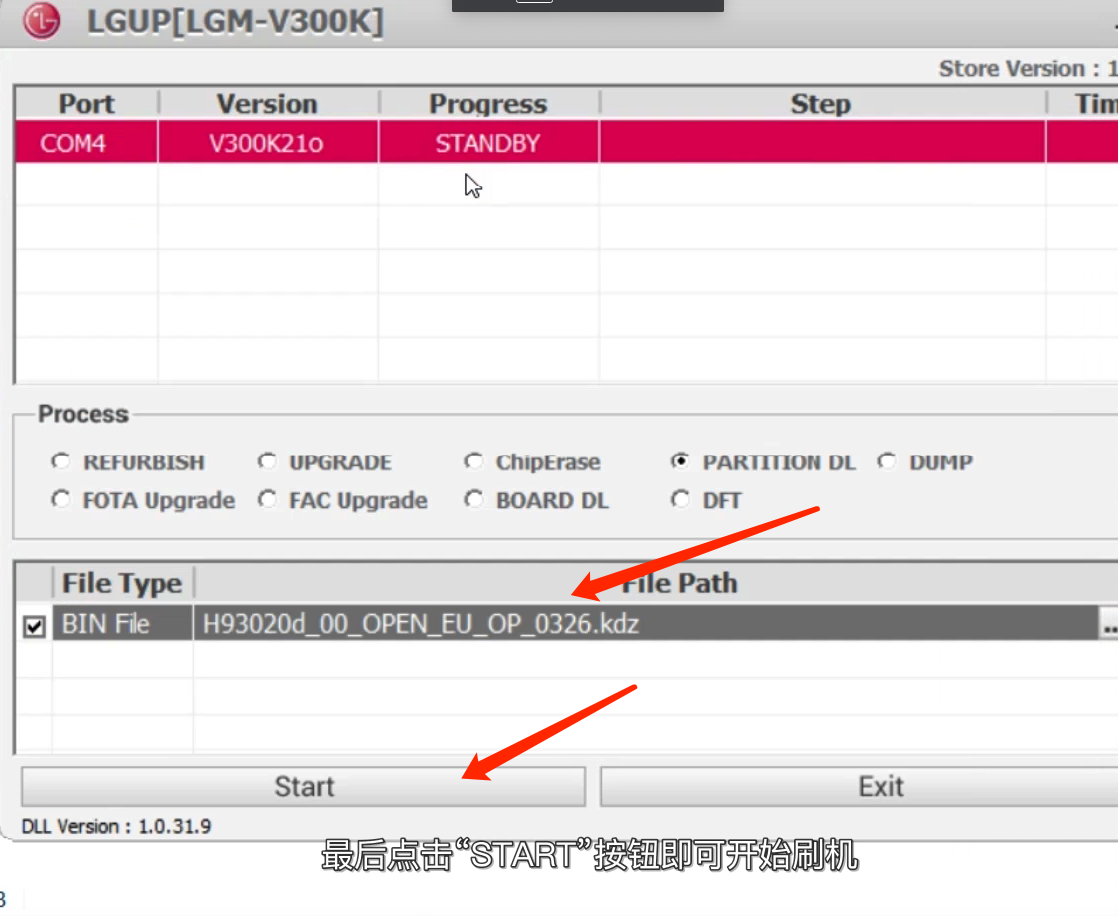 LGUP[LGM-V300K]
Store Version : 1
Port Version Progress Step Tim
COM4 V300K21o STANDBY
Process
REFURBISH UPGRADE ChipErase PARTITION DL DUMP
FOTA Upgrade FAC Upgrade BOARD DL DFT
File Type File Path
BIN File H93020d_00_OPEN_EU_OP_0326.kdz ...
Start Exit
DLL Version : 1.0.31.9
最后点击“START”按钮即可开始刷机